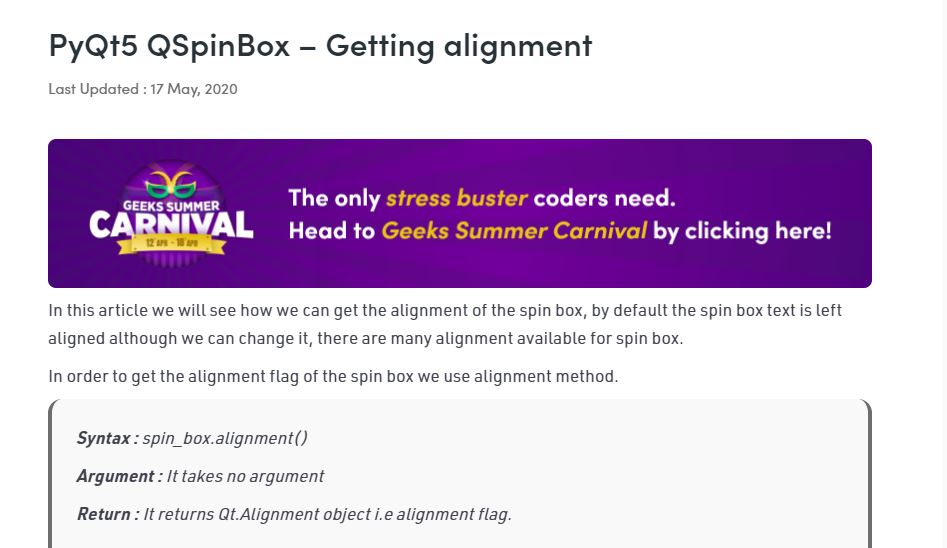 PyQt5 QSpinBox – Getting alignment
Last Updated : 17 May, 2020
GEEKS SUMMER
CARNIVAL
12 APR - 18 APR
The only stress buster coders need.
Head to Geeks Summer Carnival by clicking here!
In this article we will see how we can get the alignment of the spin box, by default the spin box text is left
aligned although we can change it, there are many alignment available for spin box.
In order to get the alignment flag of the spin box we use alignment method.
Syntax : spin_box.alignment()
Argument : It takes no argument
Return : It returns Qt.Alignment object i.e alignment flag.